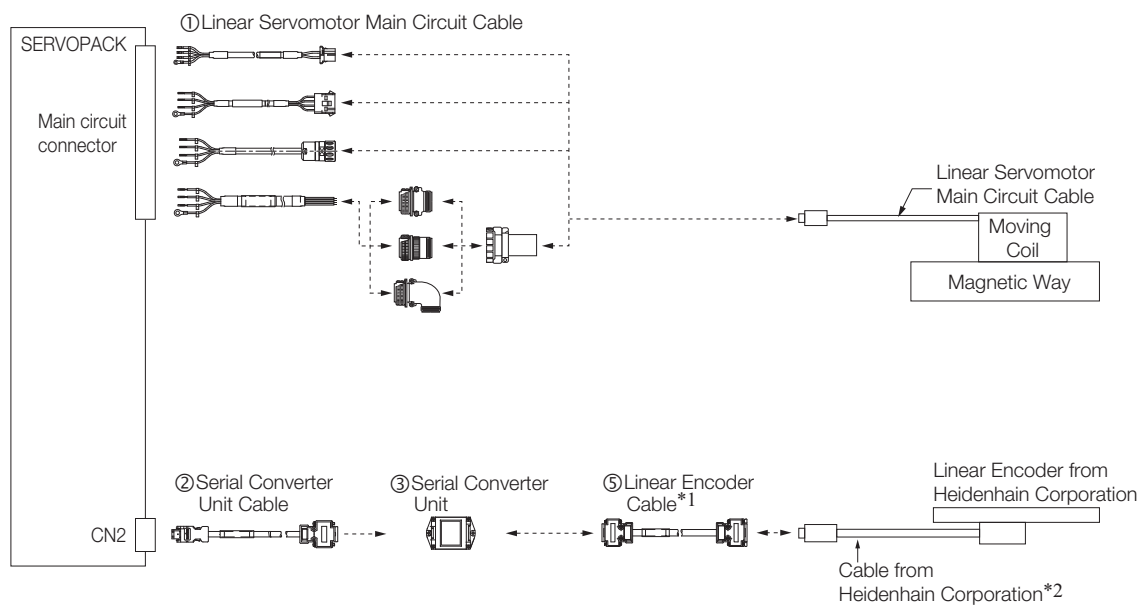 ①Linear Servomotor Main Circuit Cable
SERVOPACK
Main circuit
connector
Linear Servomotor
Main Circuit Cable
Moving
Coil
Magnetic Way
②Serial Converter
Unit Cable
③Serial Converter
Unit
⑤Linear Encoder
Cable*1
Linear Encoder from
Heidenhain Corporation
CN2
Cable from
Heidenhain Corporation*2